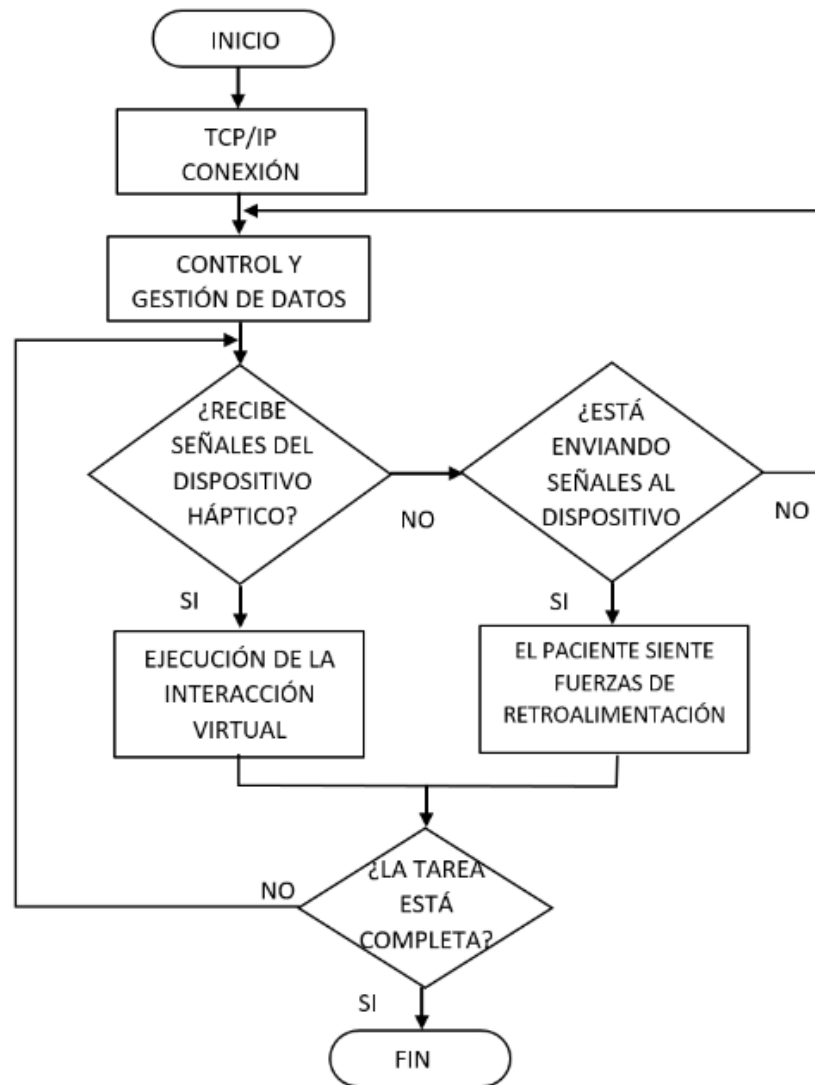 INICIO
TCP/IP
CONEXIÓN
CONTROL Y
GESTIÓN DE DATOS
¿RECIBE
SEÑALES DEL
DISPOSITIVO
HÁPTICO?
NO
¿ESTÁ
ENVIANDO
SEÑALES AL
DISPOSITIVO
NO
SI
EJECUCIÓN DE LA
INTERACCIÓN
VIRTUAL
SI
EL PACIENTE SIENTE
FUERZAS DE
RETROALIMENTACIÓN
NO
¿LA TAREA
ESTÁ
COMPLETA?
SI
FIN